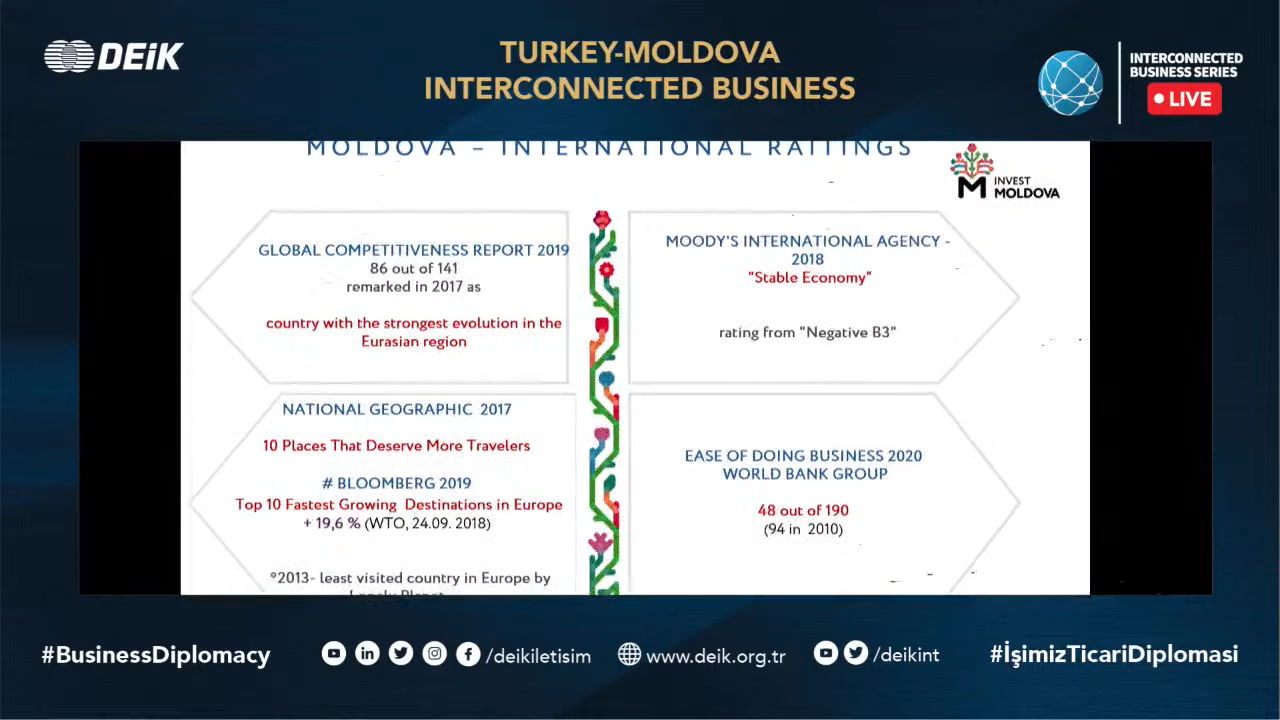 DEiK
TURKEY-MOLDOVA
INTERCONNECTED BUSINESS
INTERCONNECTED
BUSINESS SERIES
LIVE
MOLDOVA – INTERNATIONAL RATTINGS
M INVEST
MOLDOVA
GLOBAL COMPETITIVENESS REPORT 2019
86 out of 141
remarked in 2017 as
country with the strongest evolution in the
Eurasian region
MOODY'S INTERNATIONAL AGENCY -
2018
"Stable Economy"
rating from "Negative B3"
NATIONAL GEOGRAPHIC 2017
10 Places That Deserve More Travelers
# BLOOMBERG 2019
Top 10 Fastest Growing Destinations in Europe
+ 19,6 % (WTO, 24.09. 2018)
*2013- least visited country in Europe by
Lonely Planet
EASE OF DOING BUSINESS 2020
WORLD BANK GROUP
48 out of 190
(94 in 2010)
#BusinessDiplomacy
/deikiletisim
www.deik.org.tr
/deikint
#İşimizTicariDiplomasi